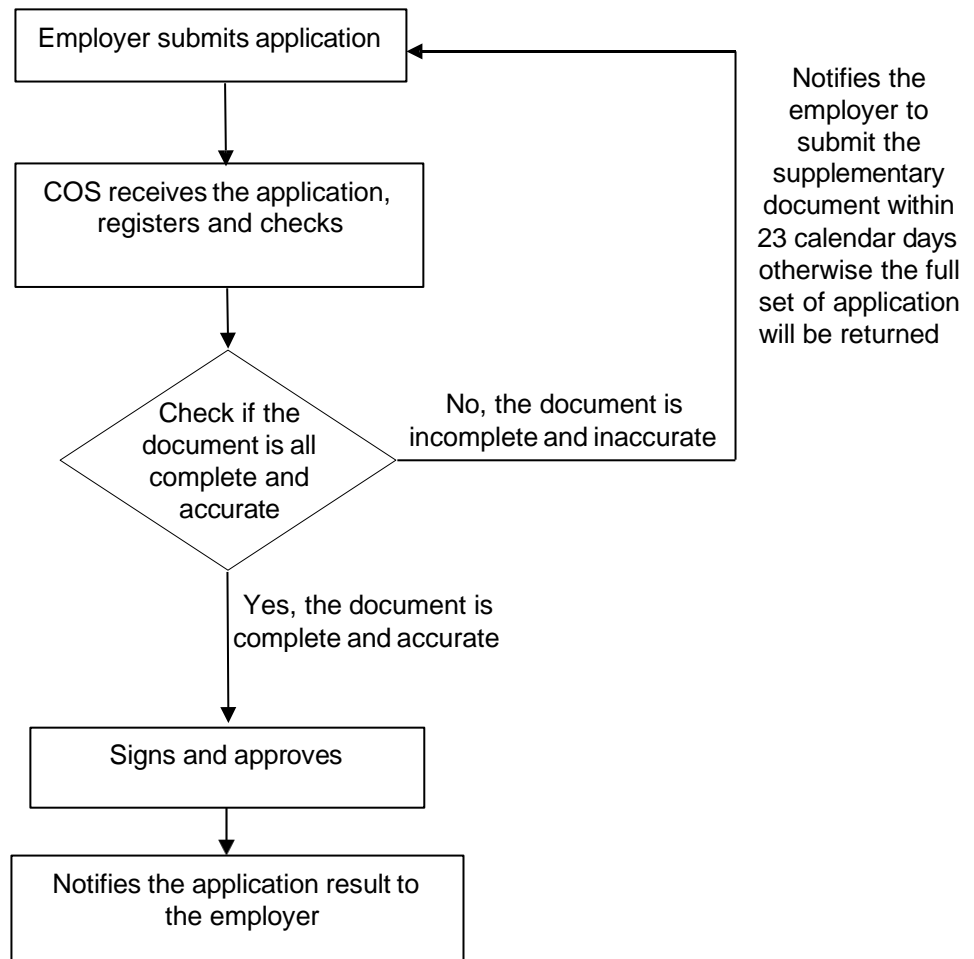 Employer submits application
COS receives the application,
registers and checks
Check if the
document is all
complete and
accurate
No, the document is
incomplete and inaccurate
Notifies the
employer to
submit the
supplementary
document within
23 calendar days
otherwise the full
set of application
will be returned
Yes, the document is
complete and accurate
Signs and approves
Notifies the application result to
the employer